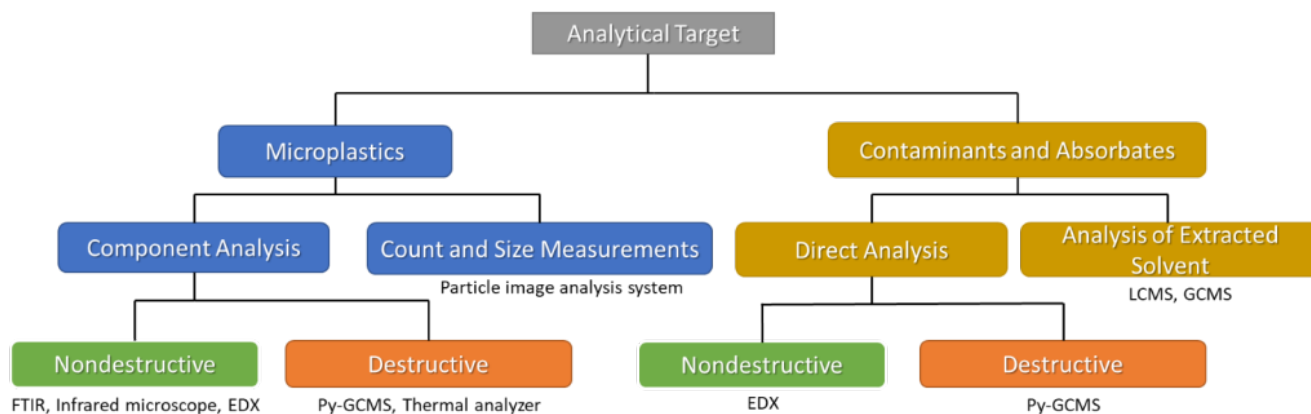 Analytical Target
Microplastics
Contaminants and Absorbates
Component Analysis
Count and Size Measurements
Particle image analysis system
Direct Analysis
Analysis of Extracted
Solvent
LCMS, GCMS
Nondestructive
FTIR, Infrared microscope, EDX
Destructive
Py-GCMS, Thermal analyzer
Nondestructive
EDX
Destructive
Py-GCMS